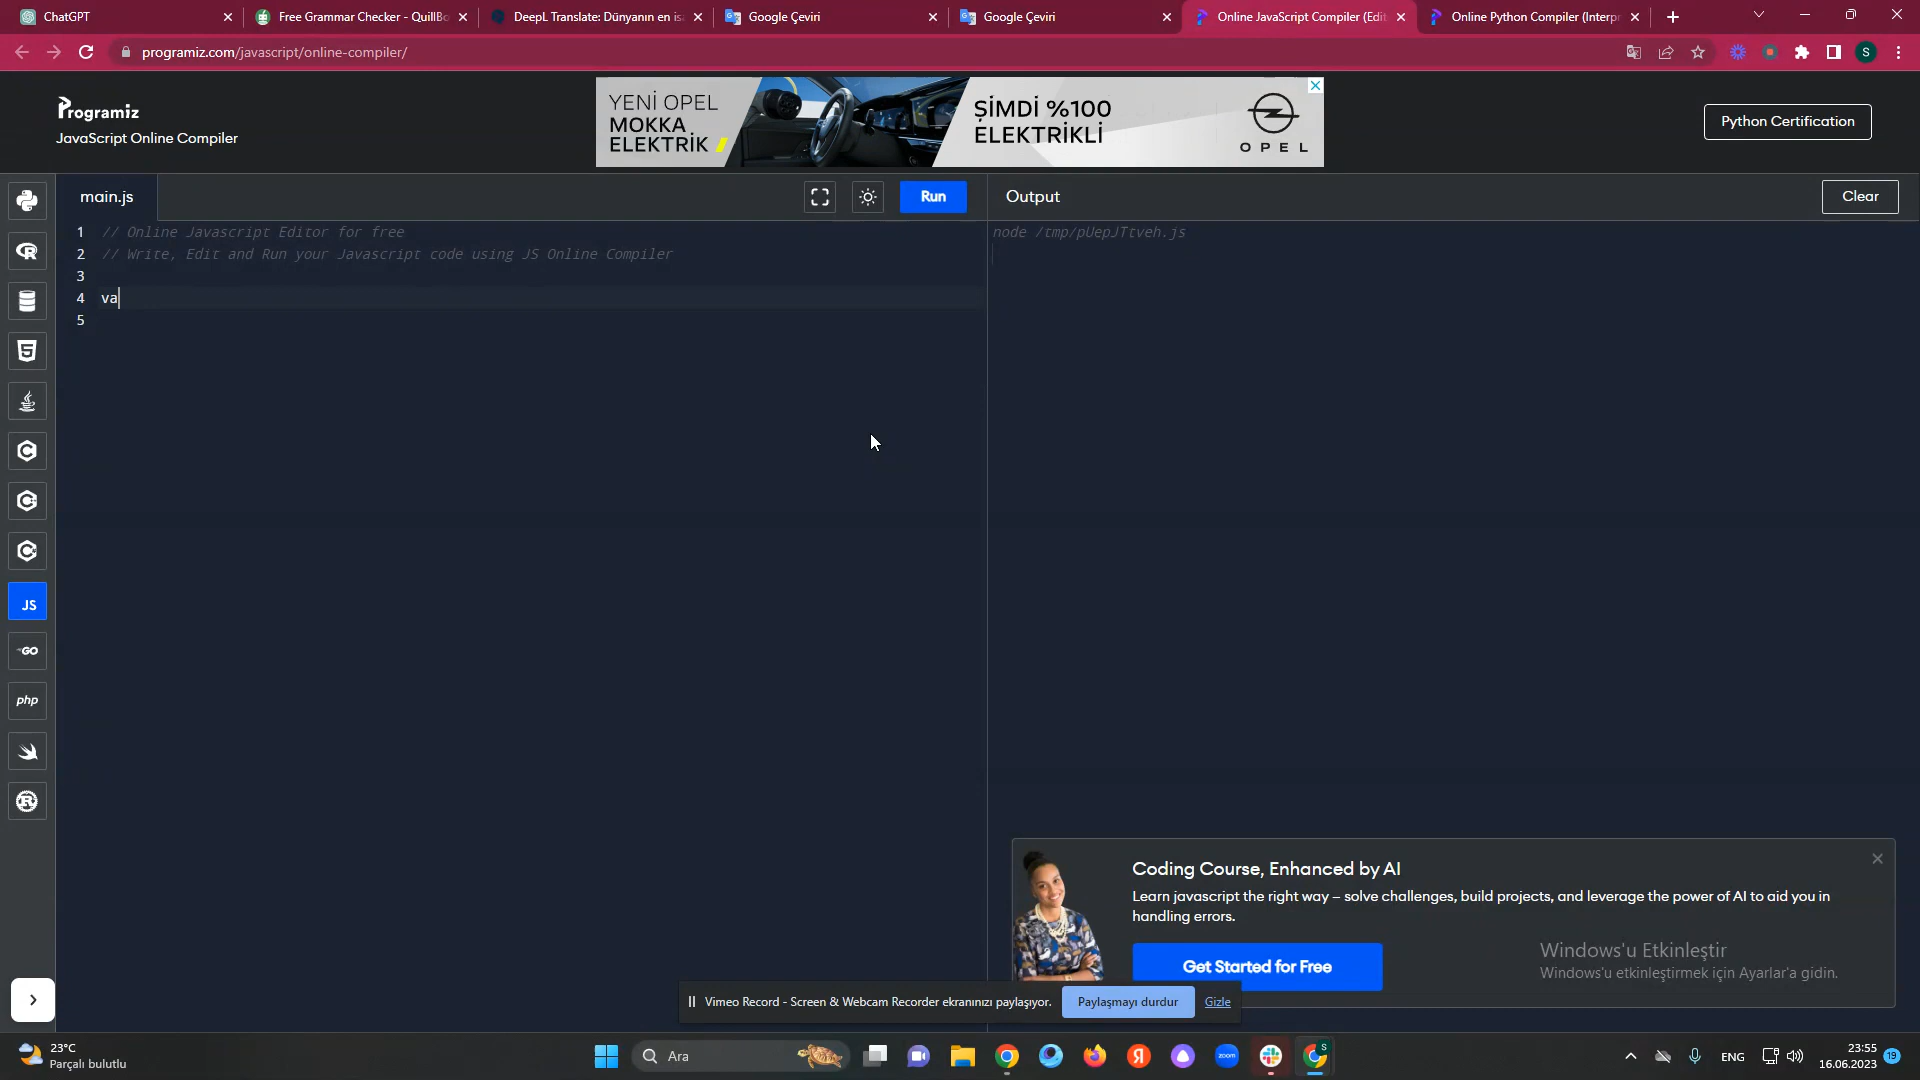 ChatGPT
Free Grammar Checker - QuillBo
DeepL Translate: Dünyanın en is
Google Çeviri
Google Çeviri
Online JavaScript Compiler (Edit
Online Python Compiler (Interpr
programiz.com/javascript/online-compiler/
S
Programiz
JavaScript Online Compiler
YENİ OPEL
MOKKA
ELEKTRİK
ŞİMDİ %100
ELEKTRİKLİ
OPEL
Python Certification
main.js
Run
Output
Clear
1 // Online Javascript Editor for free
2 // Write, Edit and Run your Javascript code using JS Online Compiler
3
4 va
5
node /tmp/pUepJTtveh.js
JS
GO
php
Coding Course, Enhanced by AI
Learn javascript the right way – solve challenges, build projects, and leverage the power of AI to aid you in
handling errors.
Get Started for Free
Windows'u Etkinleştir
Windows'u etkinleştirmek için Ayarlar'a gidin.
Vimeo Record - Screen & Webcam Recorder ekranınızı paylaşıyor.
Paylaşmayı durdur
Gizle
23°C
Parçalı bulutlu
Ara
zoom
S
ENG
23:55
16.06.2023
19